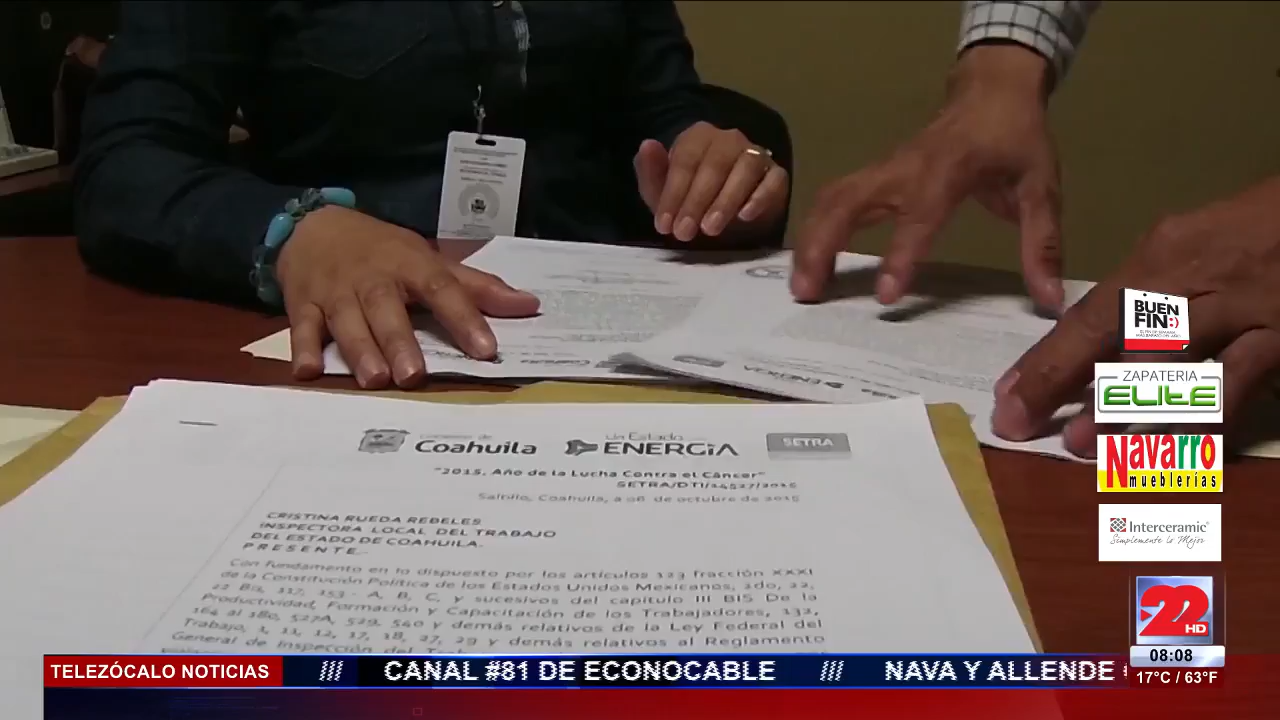 Coahuila
un Estado
ENERGÍA
SETRA
"2015, Año de la Lucha Contra el Cáncer"
SETRA/DTI/14527/2015
Saltillo, Coahuila, a 06 de octubre de 2015
CRISTINA RUEDA REBELES
INSPECTORA LOCAL DEL TRABAJO
DEL ESTADO DE COAHUILA.
P R E S E N T E.-
Con fundamento en lo dispuesto por los artículos 123 fracción XXXI
de la Constitución Política de los Estados Unidos Mexicanos, 2do, 22,
22 Bis, 117, 153 - A, B, C, y sucesivos del capítulo III BIS De la
Productividad, Formación y Capacitación de los Trabajadores, 132,
164 al 180, 527A, 529, 540 y demás relativos de la Ley Federal del
Trabajo, 1, 11, 12, 17, 18, 27, 29 y demás relativos al Reglamento
General de Inspección del
Coahuila
ENERGÍA
BUEN
FIN:)
ZAPATERIA
ELITE
Navarro
mueblerías
Interceramic
Simplemente lo Mejor
22
HD
08:08
17°C / 63°F
TELEZÓCALO NOTICIAS
/// CANAL #81 DE ECONOCABLE /// NAVA Y ALLENDE